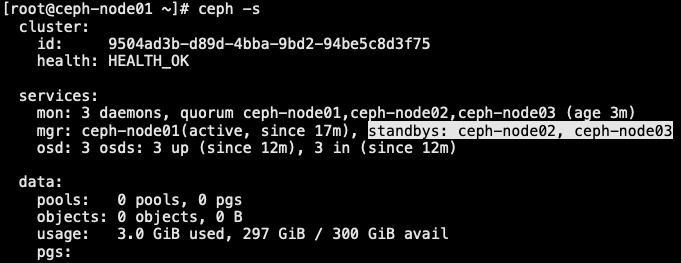 [root@ceph-node01 ~]# ceph -s
  cluster:
    id:     9504ad3b-d89d-4bba-9bd2-94be5c8d3f75
    health: HEALTH_OK

  services:
    mon: 3 daemons, quorum ceph-node01,ceph-node02,ceph-node03 (age 3m)
    mgr: ceph-node01(active, since 17m), standbys: ceph-node02, ceph-node03
    osd: 3 osds: 3 up (since 12m), 3 in (since 12m)

  data:
    pools:   0 pools, 0 pgs
    objects: 0 objects, 0 B
    usage:   3.0 GiB used, 297 GiB / 300 GiB avail
    pgs: